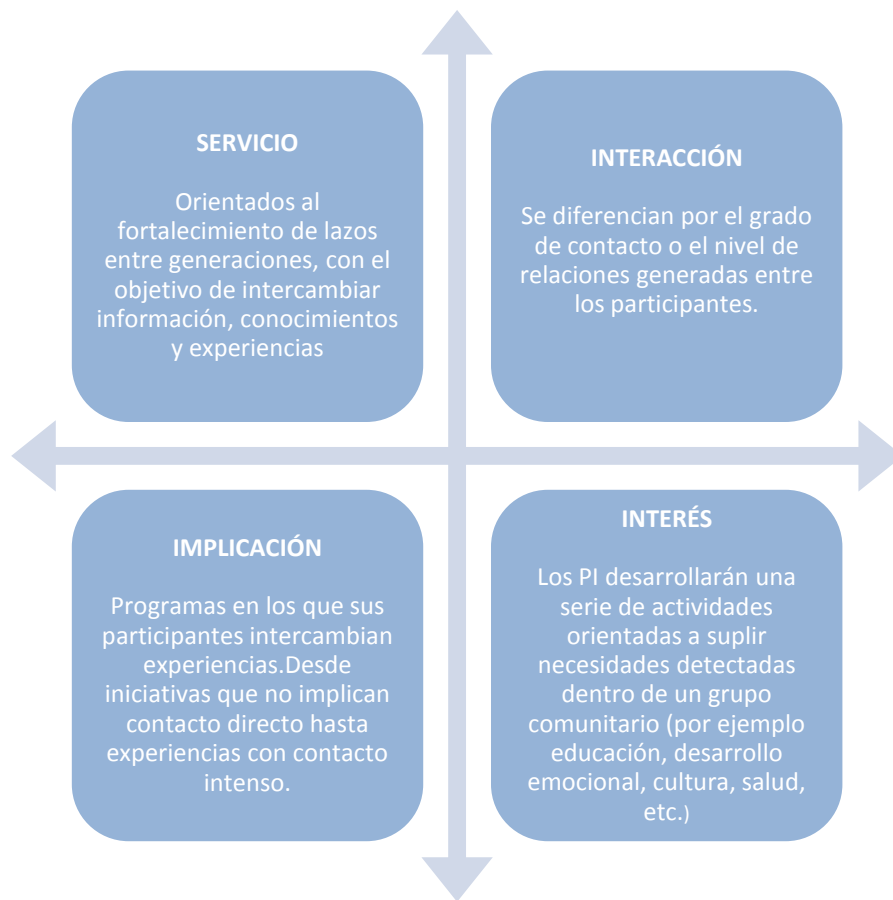 SERVICIO
Orientados al
fortalecimiento de lazos
entre generaciones, con el
objetivo de intercambiar
información, conocimientos
y experiencias
INTERACCIÓN
Se diferencian por el grado
de contacto o el nivel de
relaciones generadas entre
los participantes.
IMPLICACIÓN
Programas en los que sus
participantes intercambian
experiencias.Desde
iniciativas que no implican
contacto directo hasta
experiencias con contacto
intenso.
INTERÉS
Los PI desarrollarán una
serie de actividades
orientadas a suplir
necesidades detectadas
dentro de un grupo
comunitario (por ejemplo
educación, desarrollo
emocional, cultura, salud,
etc.)